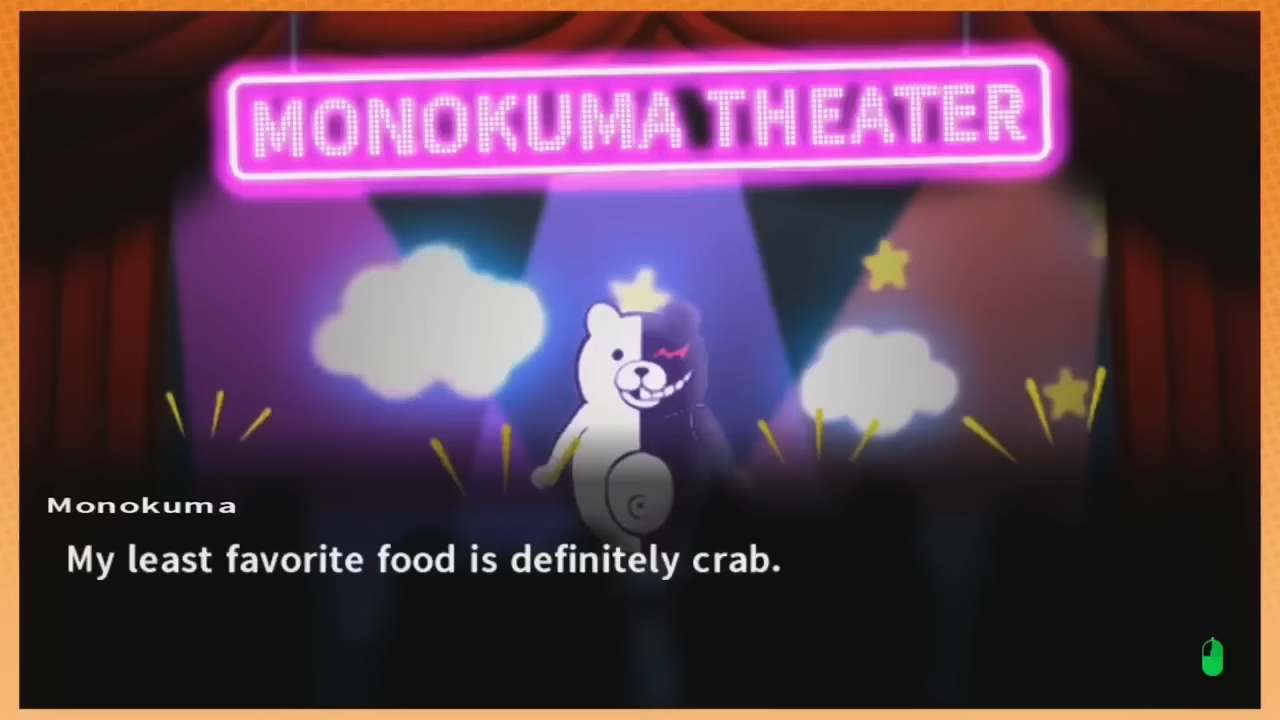 MONOKUMA THEATER
Monokuma
My least favorite food is definitely crab.